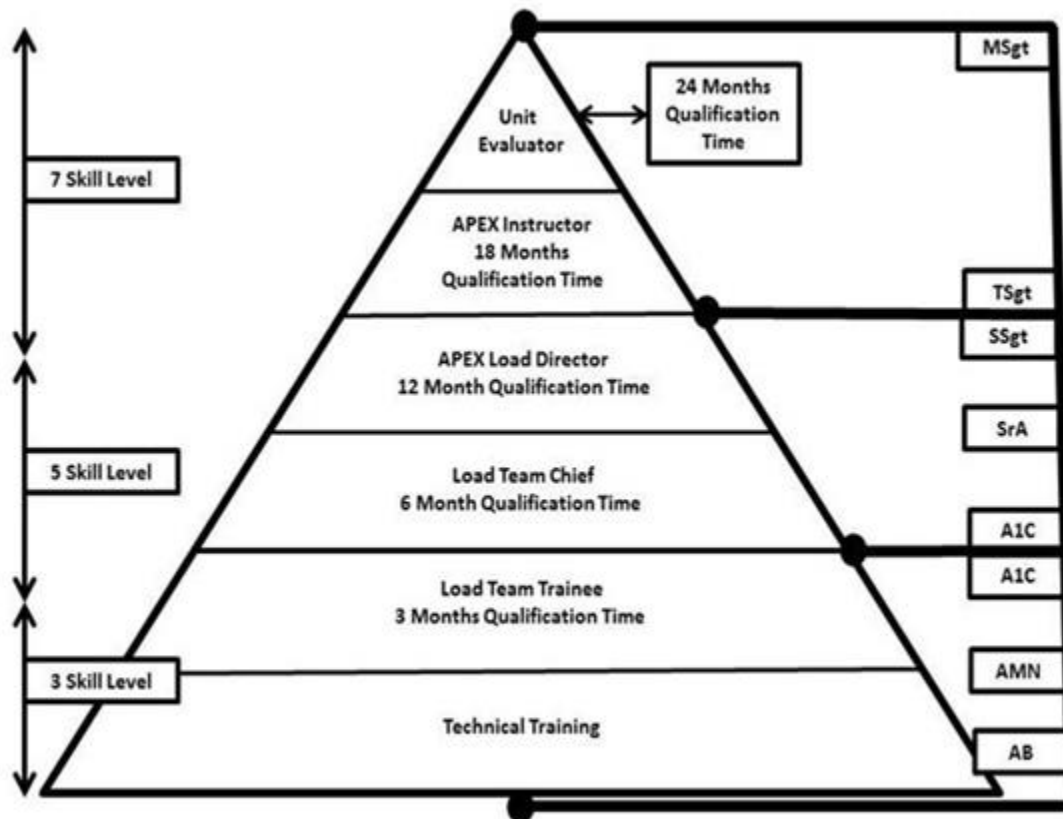 MSgt
24 Months
Qualification
Time
Unit
Evaluator
7 Skill Level
APEX Instructor
18 Months
Qualification Time
TSgt
SSgt
APEX Load Director
12 Month Qualification Time
SrA
5 Skill Level
Load Team Chief
6 Month Qualification Time
A1C
A1C
Load Team Trainee
3 Months Qualification Time
3 Skill Level
AMN
Technical Training
AB